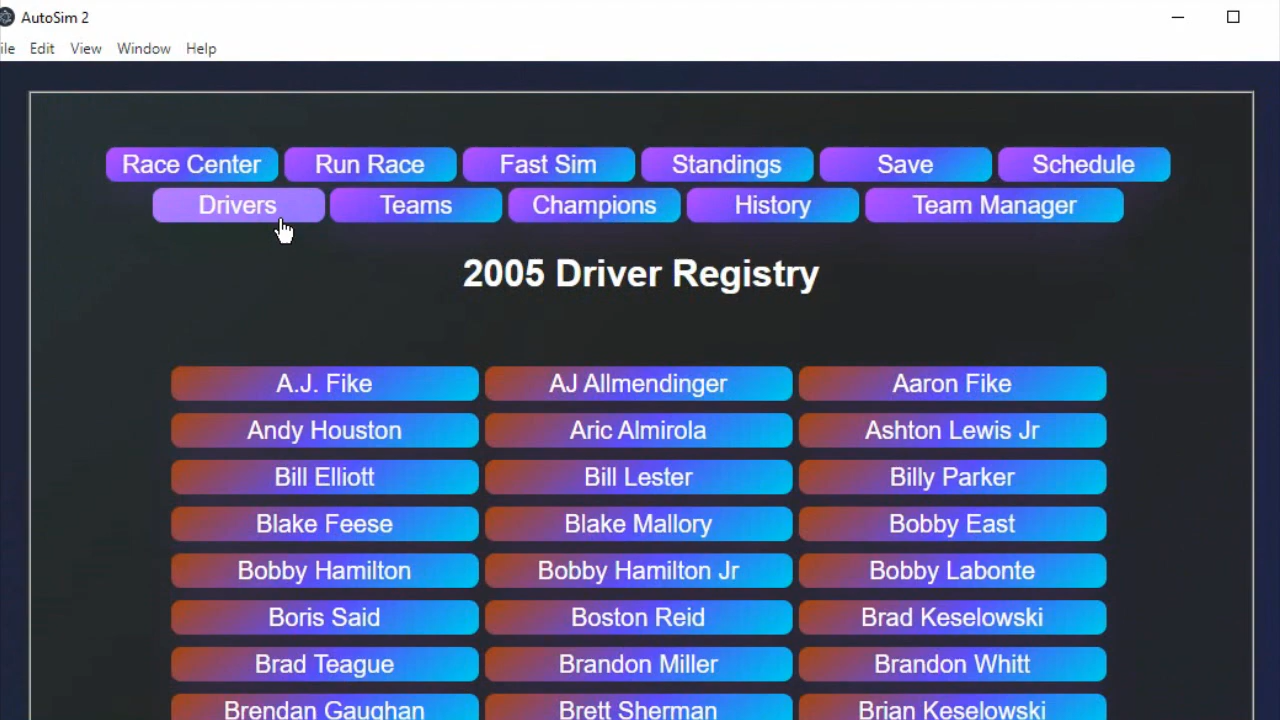 AutoSim 2
ile Edit View Window Help
Race Center Run Race Fast Sim Standings Save Schedule
Drivers Teams Champions History Team Manager
2005 Driver Registry
A.J. Fike AJ Allmendinger Aaron Fike
Andy Houston Aric Almirola Ashton Lewis Jr
Bill Elliott Bill Lester Billy Parker
Blake Feese Blake Mallory Bobby East
Bobby Hamilton Bobby Hamilton Jr Bobby Labonte
Boris Said Boston Reid Brad Keselowski
Brad Teague Brandon Miller Brandon Whitt
Brendan Gaughan Brett Sherman Brian Keselowski